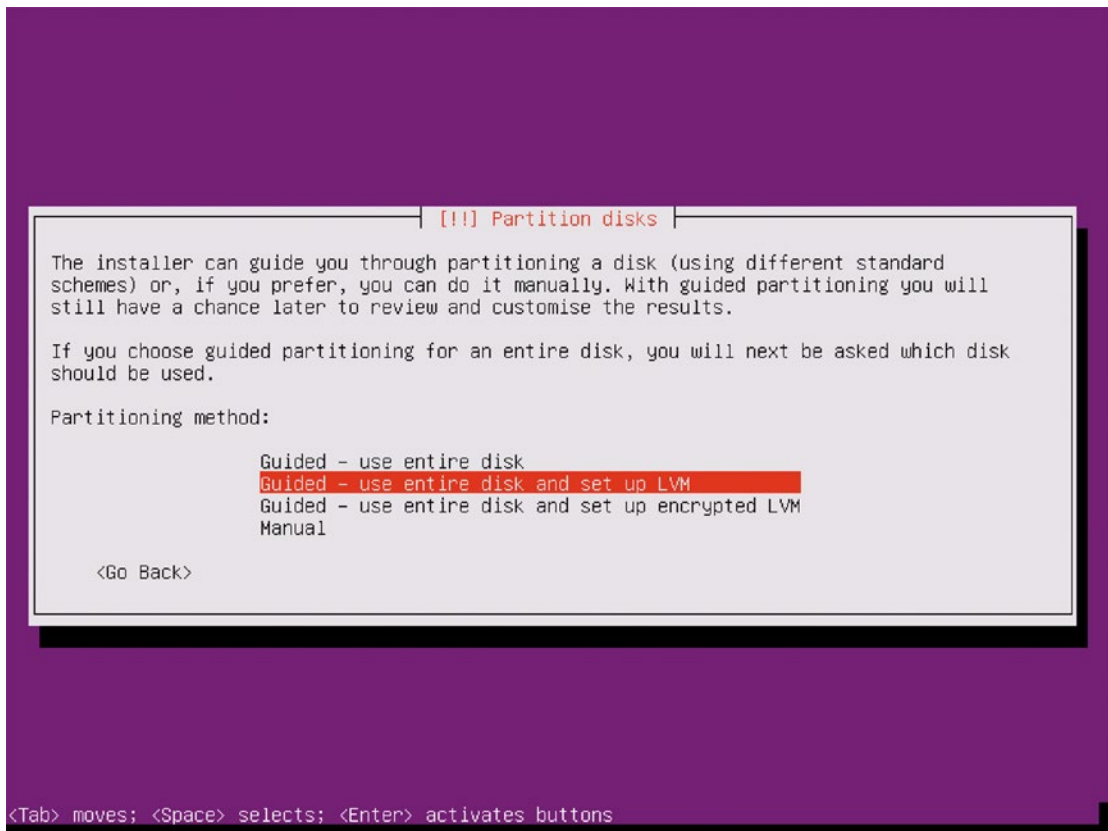 [!!] Partition disks
The installer can guide you through partitioning a disk (using different standard
schemes) or, if you prefer, you can do it manually. With guided partitioning you will
still have a chance later to review and customise the results.
If you choose guided partitioning for an entire disk, you will next be asked which disk
should be used.
Partitioning method:
Guided – use entire disk
Guided – use entire disk and set up LVM
Guided – use entire disk and set up encrypted LVM
Manual
<Go Back>
<Tab> moves; <Space> selects; <Enter> activates buttons